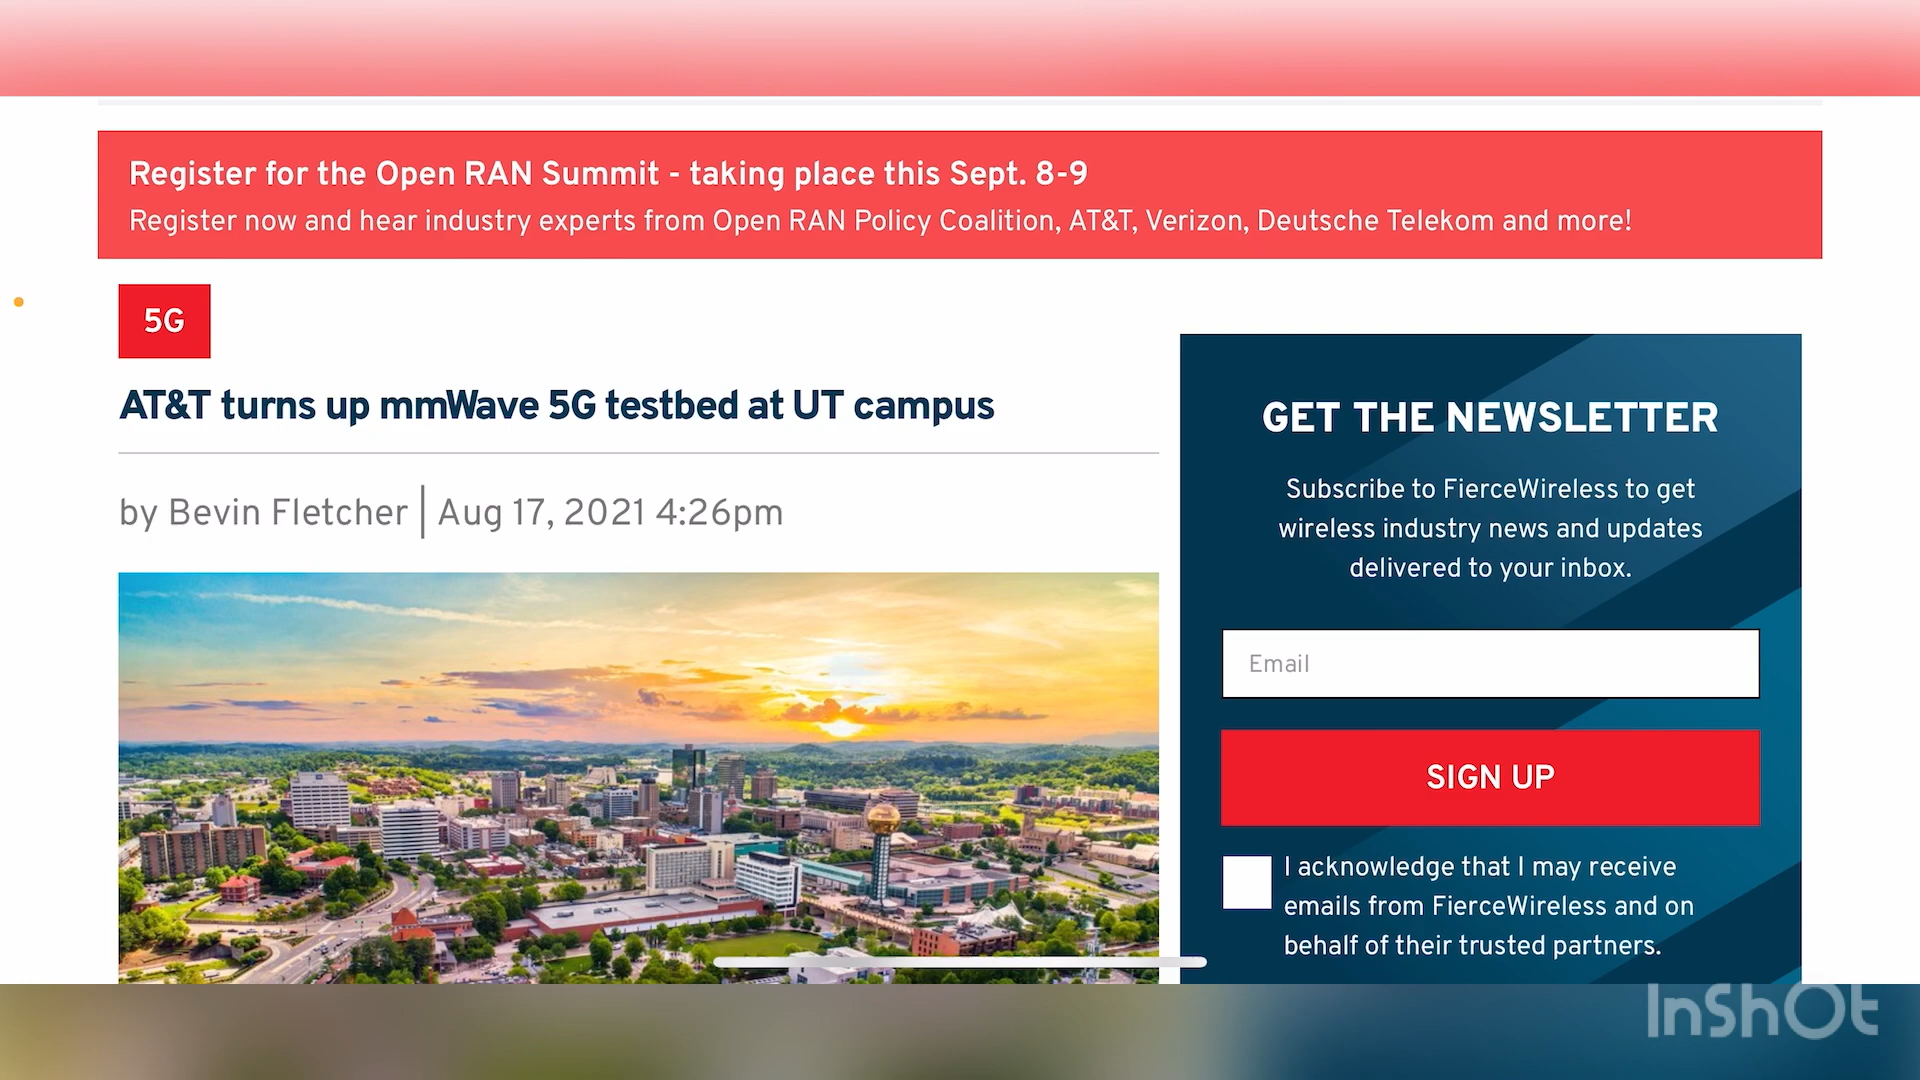 Register for the Open RAN Summit - taking place this Sept. 8-9
Register now and hear industry experts from Open RAN Policy Coalition, AT&T, Verizon, Deutsche Telekom and more!
5G
AT&T turns up mmWave 5G testbed at UT campus
by Bevin Fletcher | Aug 17, 2021 4:26pm
GET THE NEWSLETTER
Subscribe to FierceWireless to get
wireless industry news and updates
delivered to your inbox.
Email
SIGN UP
I acknowledge that I may receive
emails from FierceWireless and on
behalf of their trusted partners.
InShOt